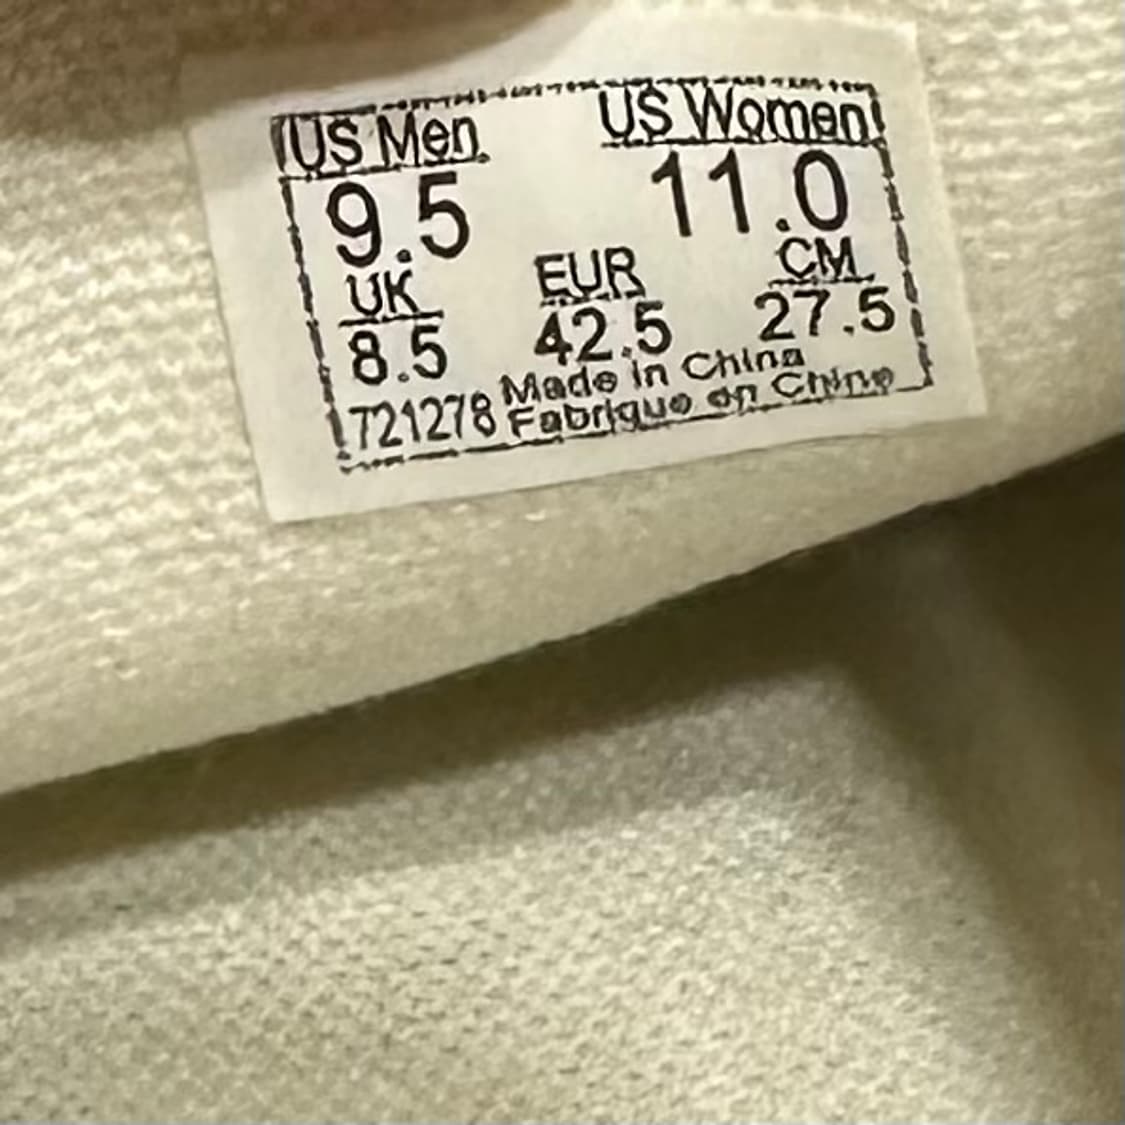 US Men US Women
9.5 11.0
UK EUR CM
8.5 42.5 27.5
Made in China
721278 Fabrique en Chine